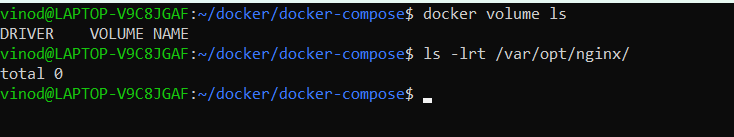 vinod@LAPTOP-V9C8JGAF:~/docker/docker-compose$ docker volume ls
DRIVER    VOLUME NAME
vinod@LAPTOP-V9C8JGAF:~/docker/docker-compose$ ls -lrt /var/opt/nginx/
total 0
vinod@LAPTOP-V9C8JGAF:~/docker/docker-compose$